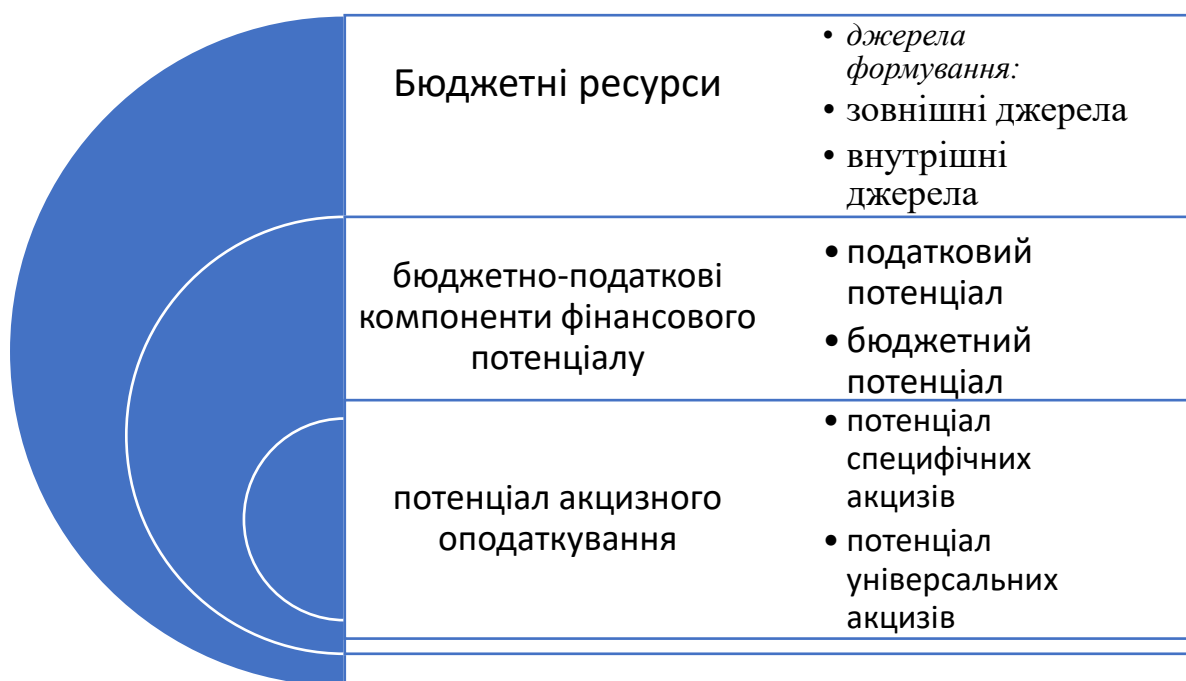 Бюджетні ресурси
• джерела
формування:
• зовнішні джерела
• внутрішні
джерела
бюджетно-податкові
компоненти фінансового
потенціалу
• податковий
потенціал
• бюджетний
потенціал
потенціал акцизного
оподаткування
• потенціал
специфічних
акцизів
• потенціал
універсальних
акцизів